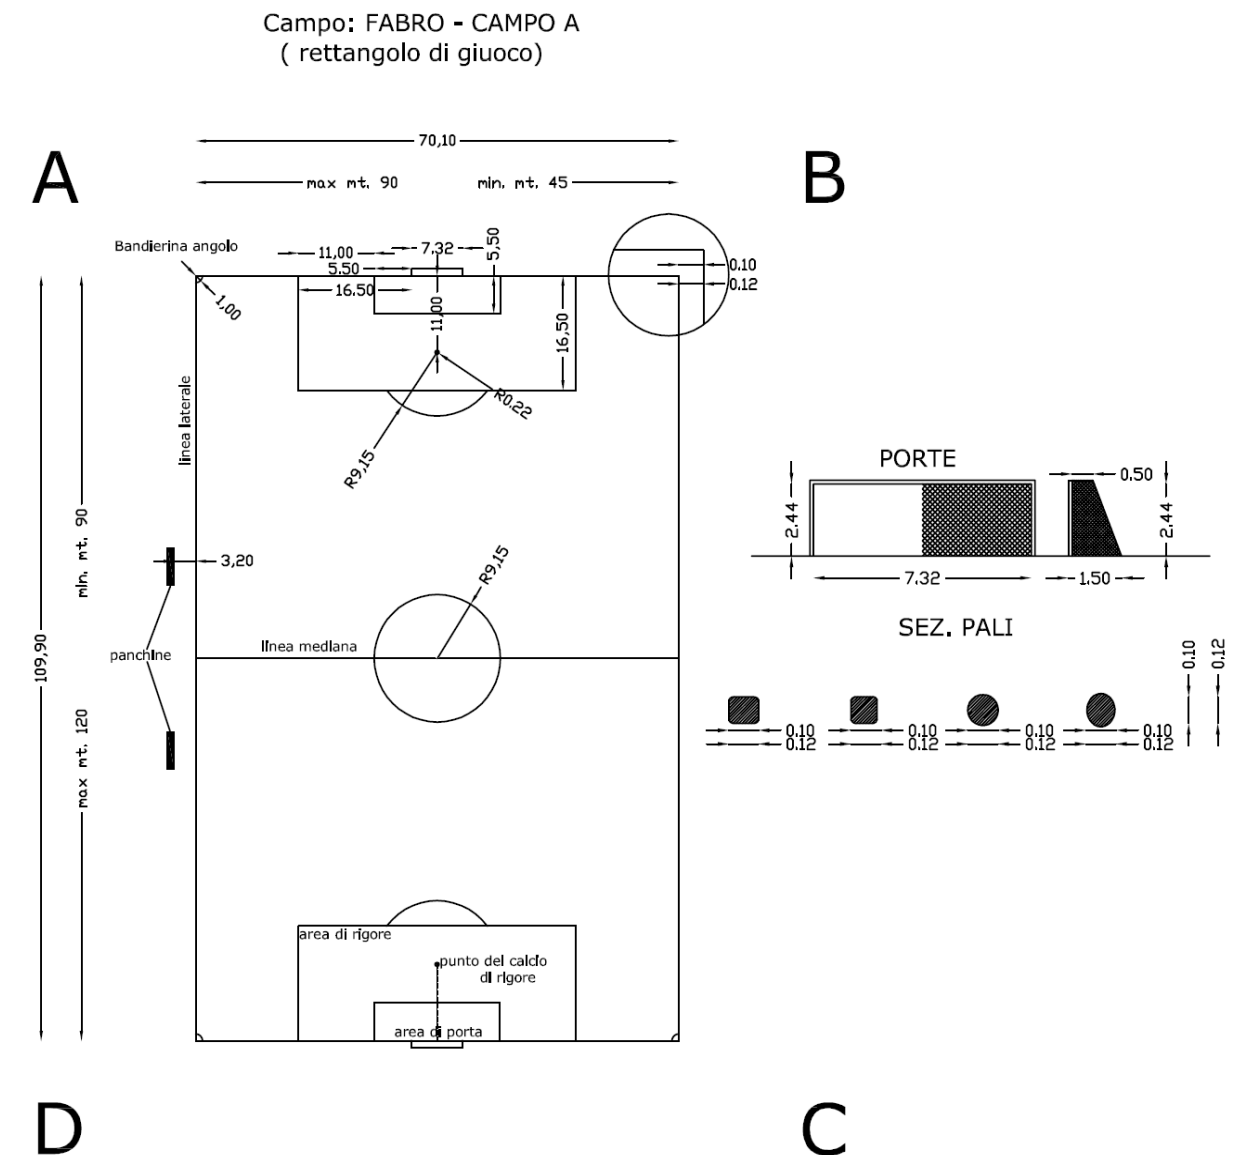 Campo: FABRO - CAMPO A
( rettangolo di giuoco)
A
B
70,10
max mt. 90
min. mt. 45
Bandierina angolo
11,00
7,32
5,50
5.50
16.50
11,00
16,50
1,00
0.10
0.12
R0.22
R9,15
linea laterale
109,90
min. mt. 90
max mt. 120
3,20
panchine
R9,15
linea mediana
area di rigore
punto del calcio
di rigore
area di porta
PORTE
2.44
7.32
0.50
2.44
1.50
SEZ. PALI
0.10
0.12
0.10
0.10
0.10
0.10
0.12
0.12
0.12
0.12
D
C